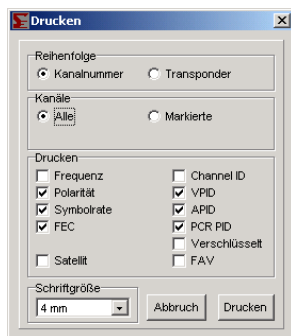 Drucken
Reihenfolge
Kanalnummer Transponder
Kanäle
Alle Markierte
Drucken
Frequenz Channel ID
Polarität VPID
Symbolrate APID
FEC PCR PID
Verschlüsselt
Satellit FAV
Schriftgröße
4 mm Abbruch Drucken